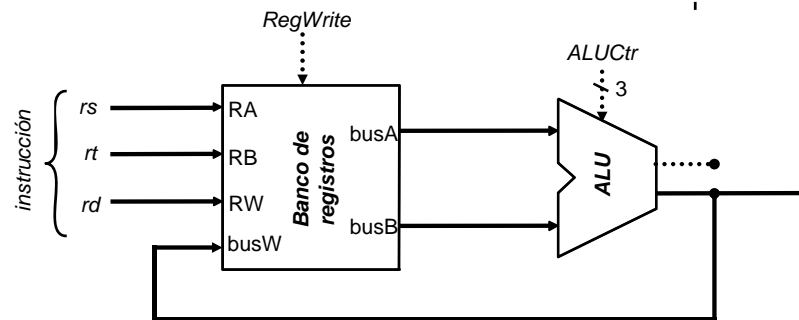 RegWrite
ALUCtr
3
instrucción
rs
rt
rd
RA
RB
RW
busW
Banco de
registros
busA
busB
ALU